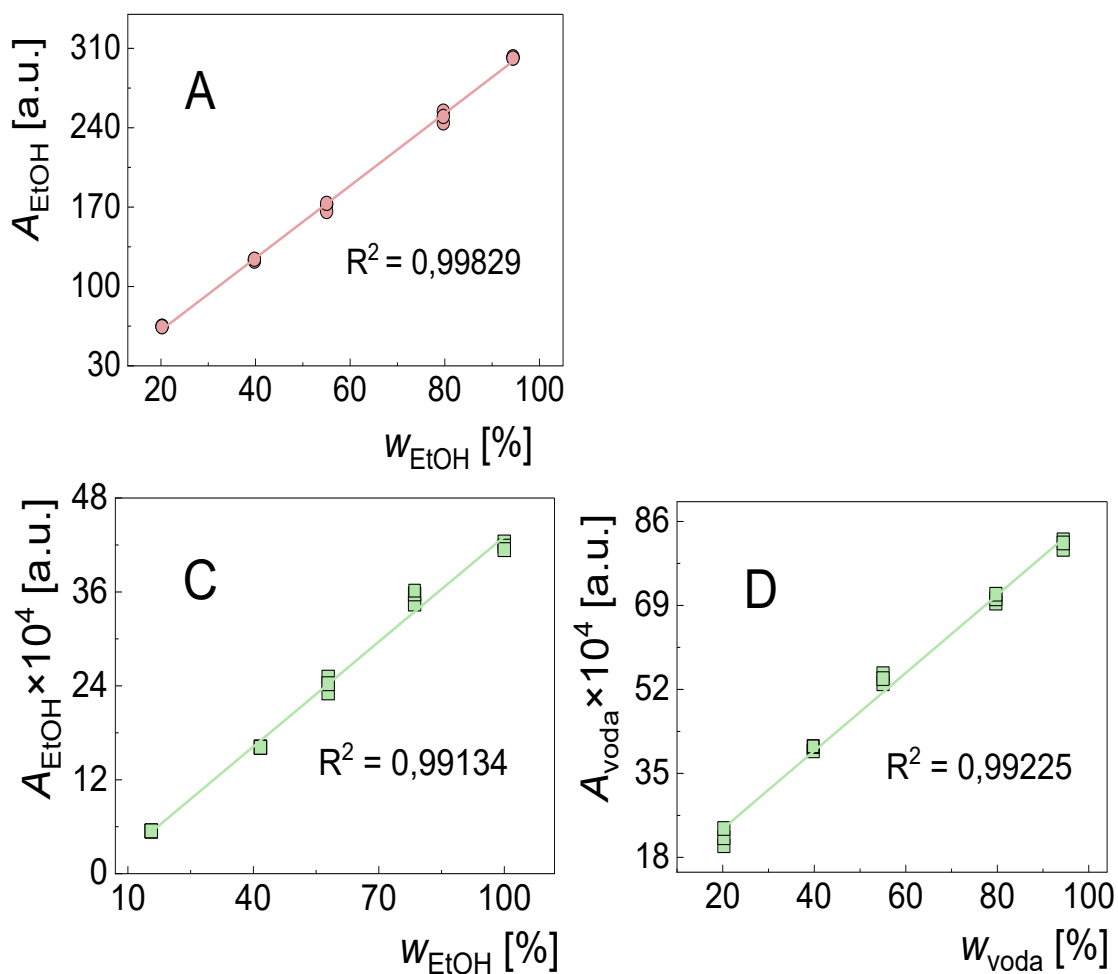 310
A
240
170
100
30
A_EtOH [a.u.]
R² = 0,99829
20 40 60 80 100
w_EtOH [%]
48
C
36
24
12
0
A_EtOH×10⁴ [a.u.]
R² = 0,99134
10 40 70 100
w_EtOH [%]
86
D
69
52
35
18
A_voda×10⁴ [a.u.]
R² = 0,99225
20 40 60 80 100
w_voda [%]